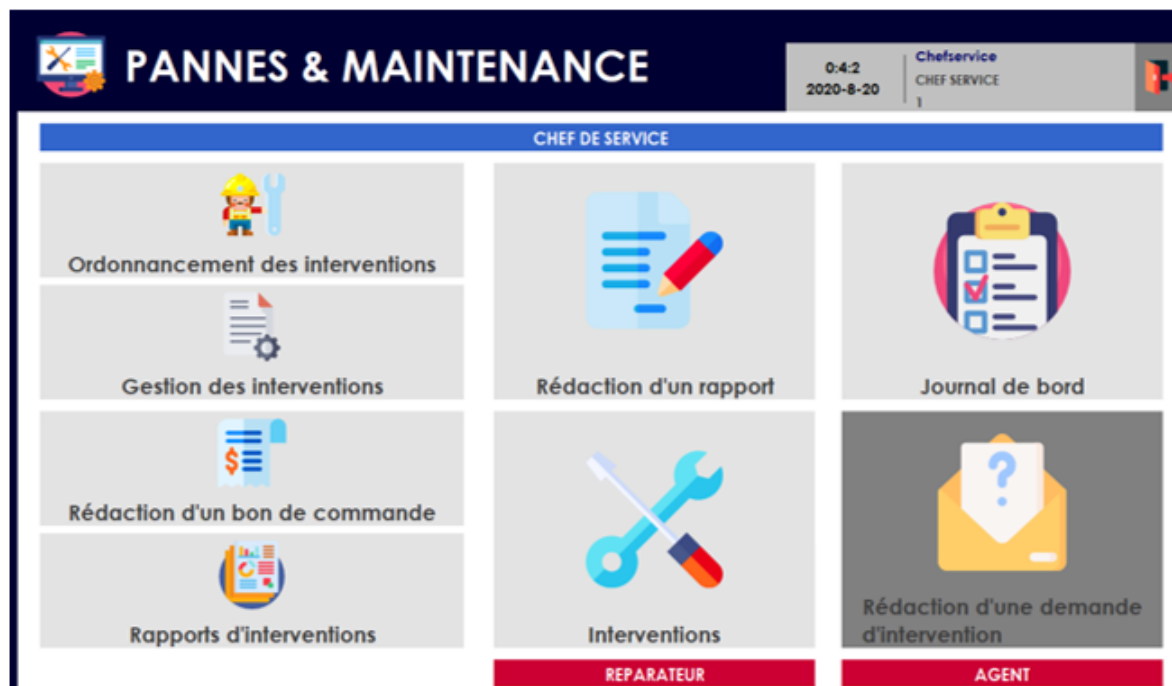 PANNES & MAINTENANCE
0:4:2
2020-8-20
Chefservice
CHEF SERVICE
1
CHEF DE SERVICE
Ordonnancement des interventions
Gestion des interventions
Rédaction d'un bon de commande
Rapports d'interventions
Rédaction d'un rapport
Interventions
REPARATEUR
Journal de bord
?
Rédaction d'une demande
d'intervention
AGENT